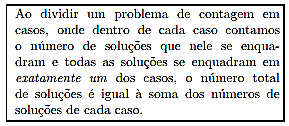 Ao dividir um problema de contagem em
casos, onde dentro de cada caso contamos
o número de soluções que nele se enqua-
dram e todas as soluções se enquadram em
exatamente um dos casos, o número total
de soluções é igual à soma dos números de
soluções de cada caso.